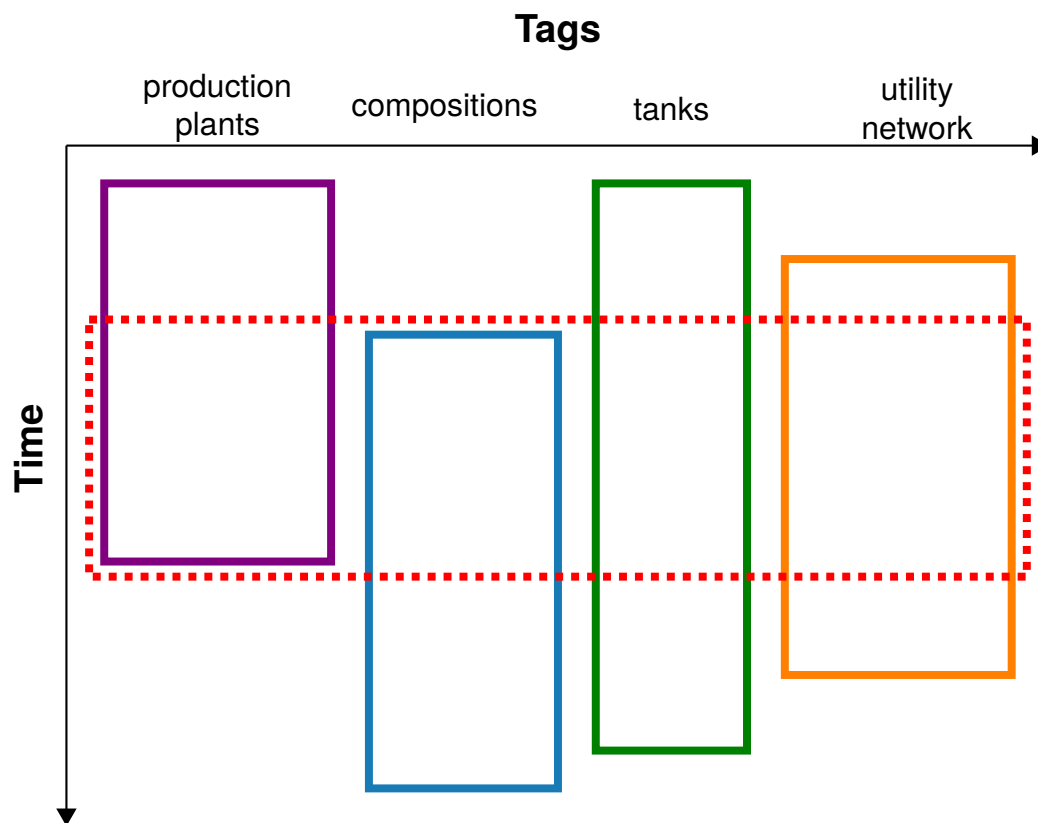 Tags
production
plants
compositions
tanks
utility
network
Time